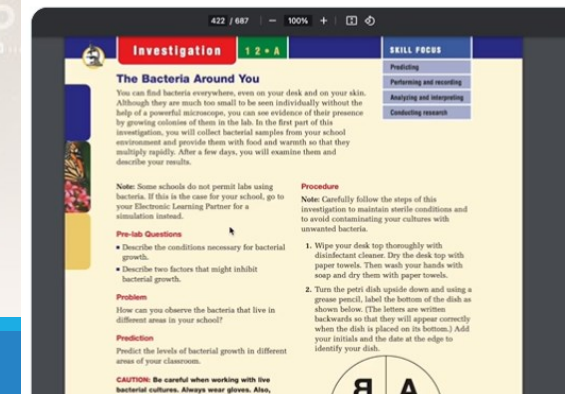 422 / 687 — 100% +
Investigation 12•A
SKILL FOCUS
Predicting
Performing and recording
Analyzing and interpreting
Conducting research
The Bacteria Around You
You can find bacteria everywhere, even on your desk and on your skin.
Although they are much too small to be seen individually without the
help of a powerful microscope, you can see evidence of their presence
by growing colonies of them in the lab. In the first part of this
investigation, you will collect bacterial samples from your school
environment and provide them with food and warmth so that they
multiply rapidly. After a few days, you will examine them and
describe your results.
Note: Some schools do not permit labs using
bacteria. If this is the case for your school, go to
your Electronic Learning Partner for a
simulation instead.
Pre-lab Questions
■ Describe the conditions necessary for bacterial
growth.
■ Describe two factors that might inhibit
bacterial growth.
Problem
How can you observe the bacteria that live in
different areas in your school?
Prediction
Predict the levels of bacterial growth in different
areas of your classroom.
CAUTION: Be careful when working with live
bacterial cultures. Always wear gloves. Also,
Procedure
Note: Carefully follow the steps of this
investigation to maintain sterile conditions and
to avoid contaminating your cultures with
unwanted bacteria.
1. Wipe your desk top thoroughly with
disinfectant cleaner. Dry the desk top with
paper towels. Then wash your hands with
soap and dry them with paper towels.
2. Turn the petri dish upside down and using a
grease pencil, label the bottom of the dish as
shown below. (The letters are written
backwards so that they will appear correctly
when the dish is placed on its bottom.) Add
your initials and the date at the edge to
identify your dish.
B A